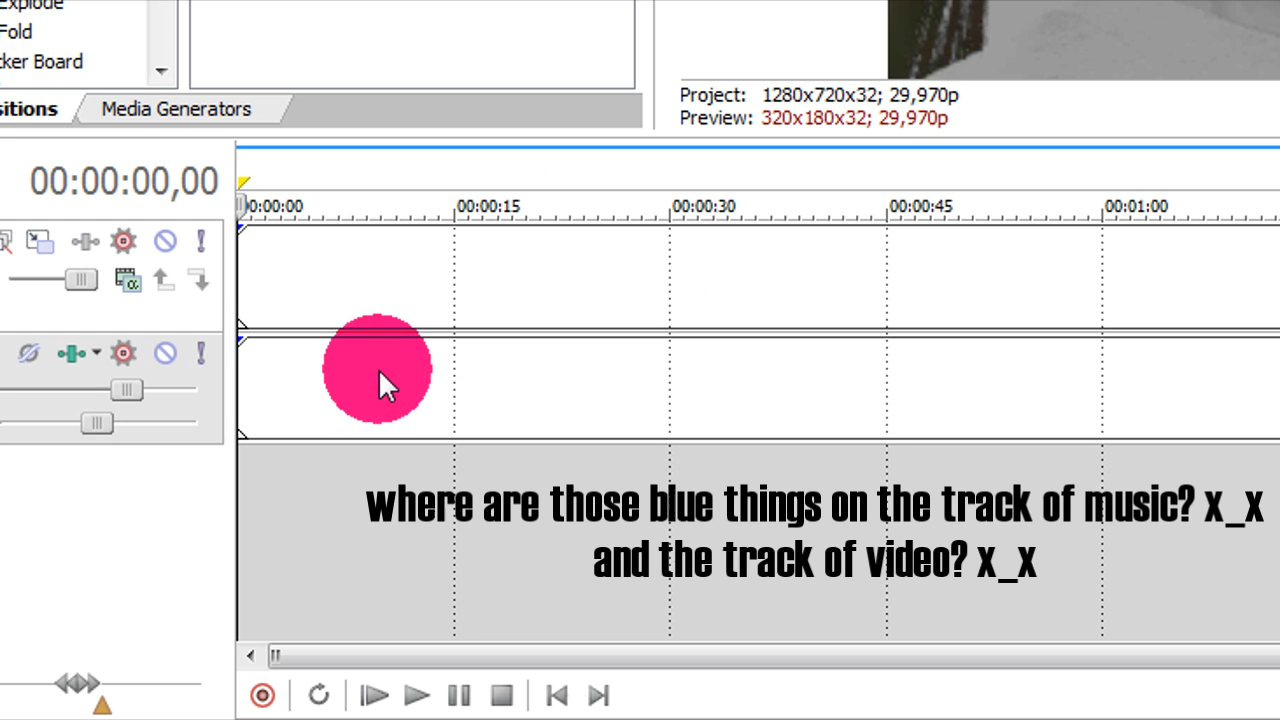 Explode
Fold
ker Board
sitions
Media Generators
Project: 1280x720x32; 29,970p
Preview: 320x180x32; 29,970p
00:00:00,00
0:00:00
00:00:15
00:00:30
00:00:45
00:01:00
where are those blue things on the track of music? x_x
and the track of video? x_x